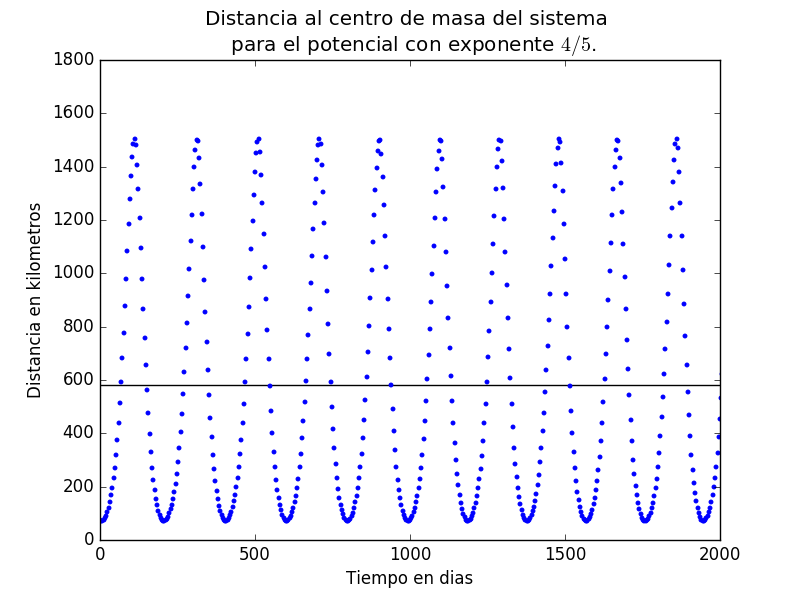 Distancia al centro de masa del sistema
para el potencial con exponente 4/5.
1800
1600
1400
1200
1000
800
600
400
200
0
Distancia en kilometros
0 500 1000 1500 2000
Tiempo en dias